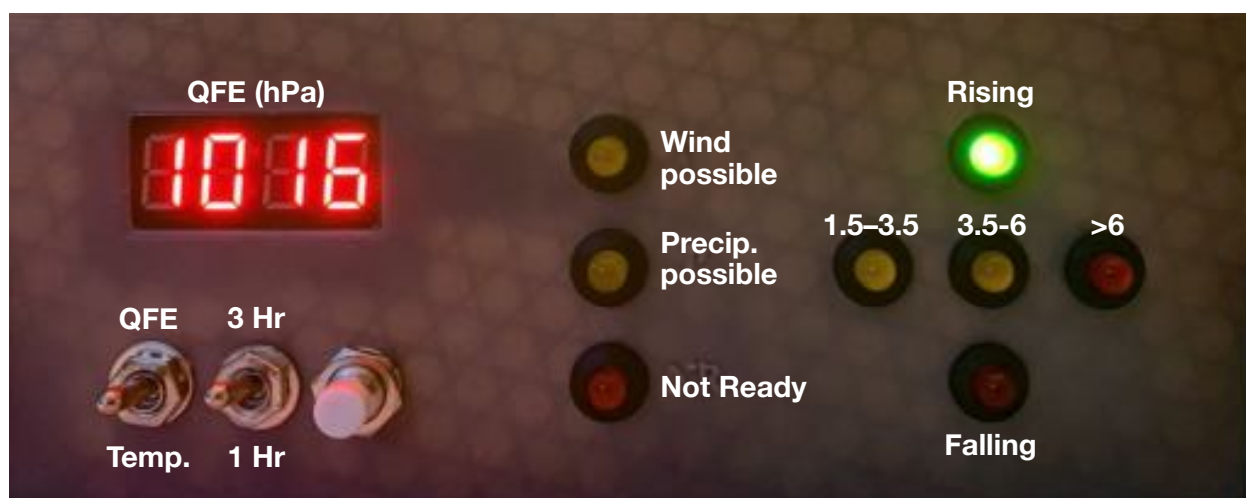 QFE (hPa)
1016
Rising
Wind
possible
1.5–3.5
3.5-6
>6
Precip.
possible
QFE
3 Hr
Not Ready
Temp.
1 Hr
Falling